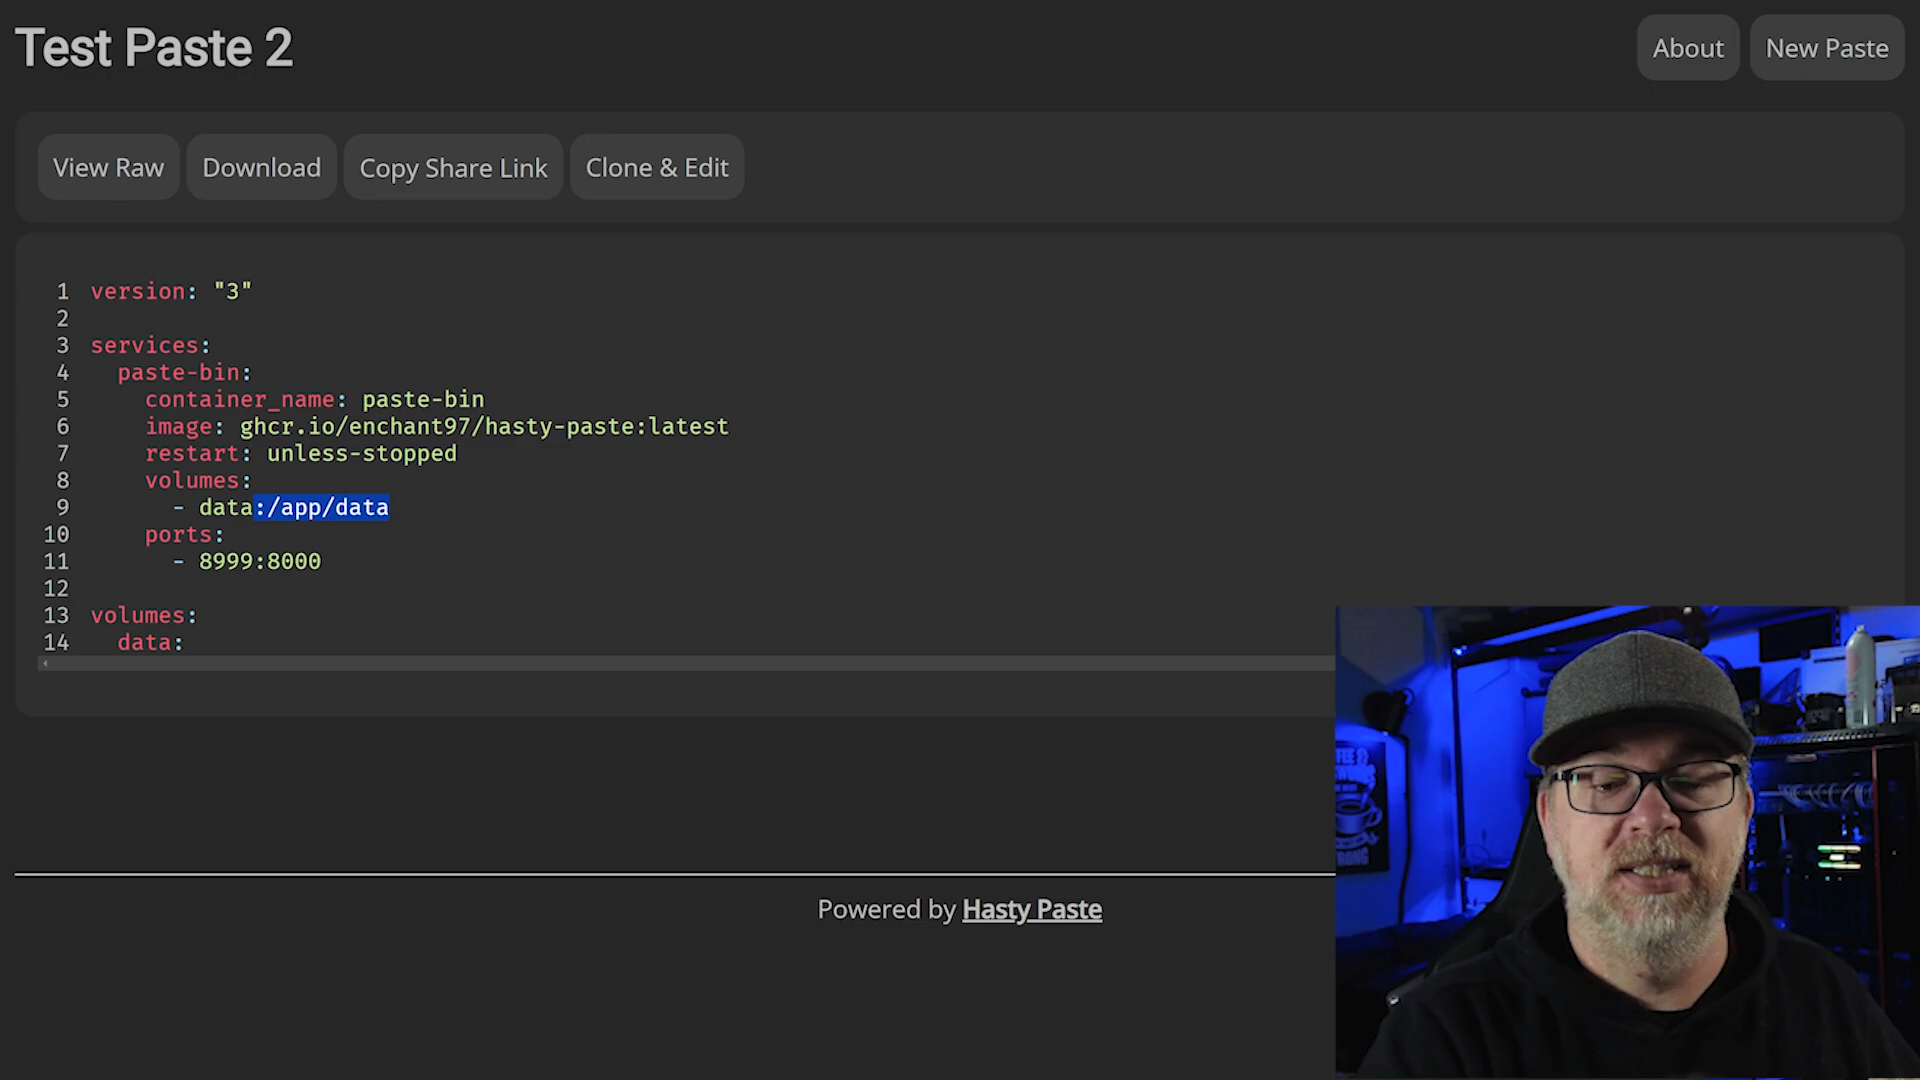 Test Paste 2
About
New Paste
View Raw
Download
Copy Share Link
Clone & Edit
1 version: "3"
2
3 services:
4 paste-bin:
5 container_name: paste-bin
6 image: ghcr.io/enchant97/hasty-paste:latest
7 restart: unless-stopped
8 volumes:
9 - data:/app/data
10 ports:
11 - 8999:8000
12
13 volumes:
14 data:
Powered by Hasty Paste